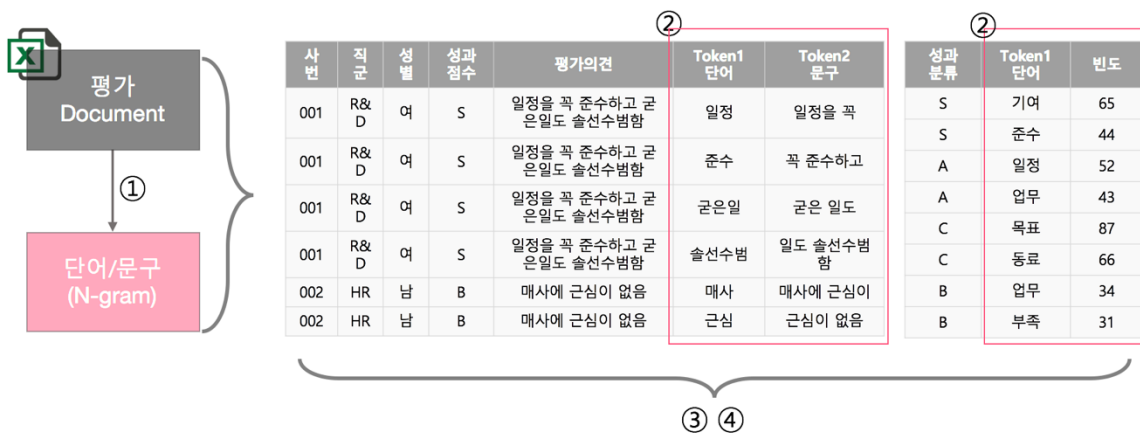 X
평가
Document
①
단어/문구
(N-gram)
②
사번 직군 성별 성과점수 평가의견 Token1 단어 Token2 문구
001 R&D 여 S 일정을 꼭 준수하고 굳은일도 솔선수범함 일정 일정을 꼭
001 R&D 여 S 일정을 꼭 준수하고 굳은일도 솔선수범함 준수 꼭 준수하고
001 R&D 여 S 일정을 꼭 준수하고 굳은일도 솔선수범함 굳은일 굳은 일도
001 R&D 여 S 일정을 꼭 준수하고 굳은일도 솔선수범함 솔선수범 일도 솔선수범함
002 HR 남 B 매사에 근심이 없음 매사 매사에 근심이
002 HR 남 B 매사에 근심이 없음 근심 근심이 없음
②
성과분류 Token1 단어 빈도
S 기여 65
S 준수 44
A 일정 52
A 업무 43
C 목표 87
C 동료 66
B 업무 34
B 부족 31
③ ④